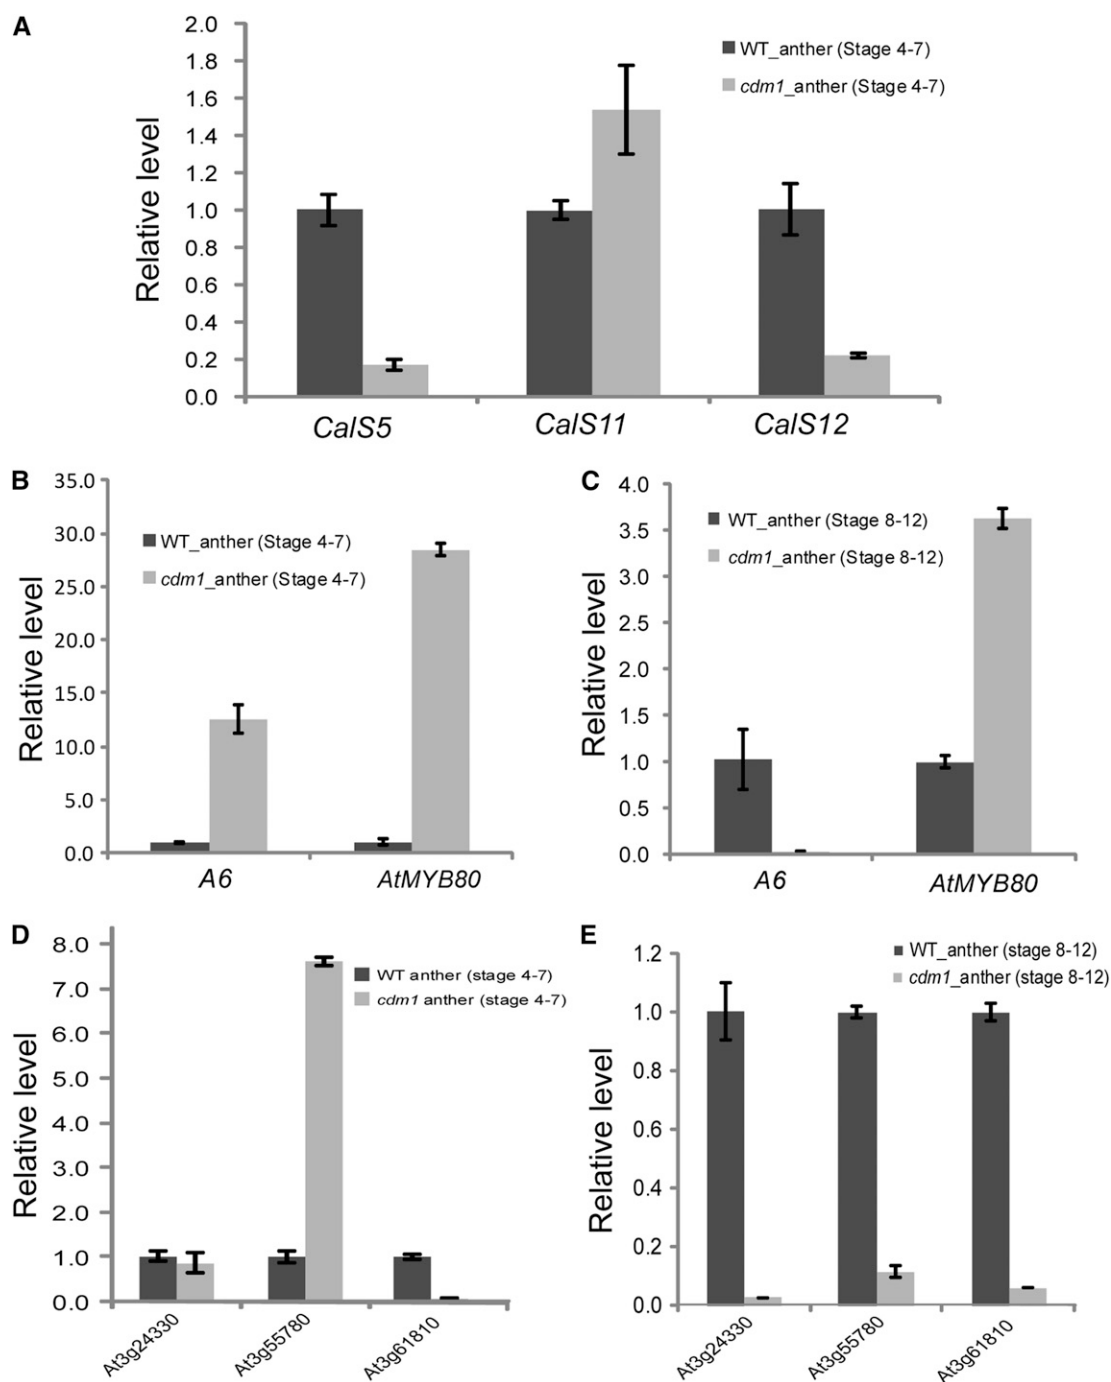 A
Relative level
2.0
1.8
1.6
1.4
1.2
1.0
0.8
0.6
0.4
0.2
0.0
WT_anther (Stage 4-7)
cdm1_anther (Stage 4-7)
CalS5
CalS11
CalS12
B
Relative level
35.0
30.0
25.0
20.0
15.0
10.0
5.0
0.0
WT_anther (Stage 4-7)
cdm1_anther (Stage 4-7)
A6
AtMYB80
C
Relative level
4.0
3.5
3.0
2.5
2.0
1.5
1.0
0.5
0.0
WT_anther (Stage 8-12)
cdm1_anther (Stage 8-12)
A6
AtMYB80
D
Relative level
8.0
7.0
6.0
5.0
4.0
3.0
2.0
1.0
0.0
WT anther (stage 4-7)
cdm1 anther (stage 4-7)
At3g24330
At3g55780
At3g61810
E
Relative level
1.2
1.0
0.8
0.6
0.4
0.2
0.0
WT_anther (stage 8-12)
cdm1_anther (stage 8-12)
At3g24330
At3g55780
At3g61810